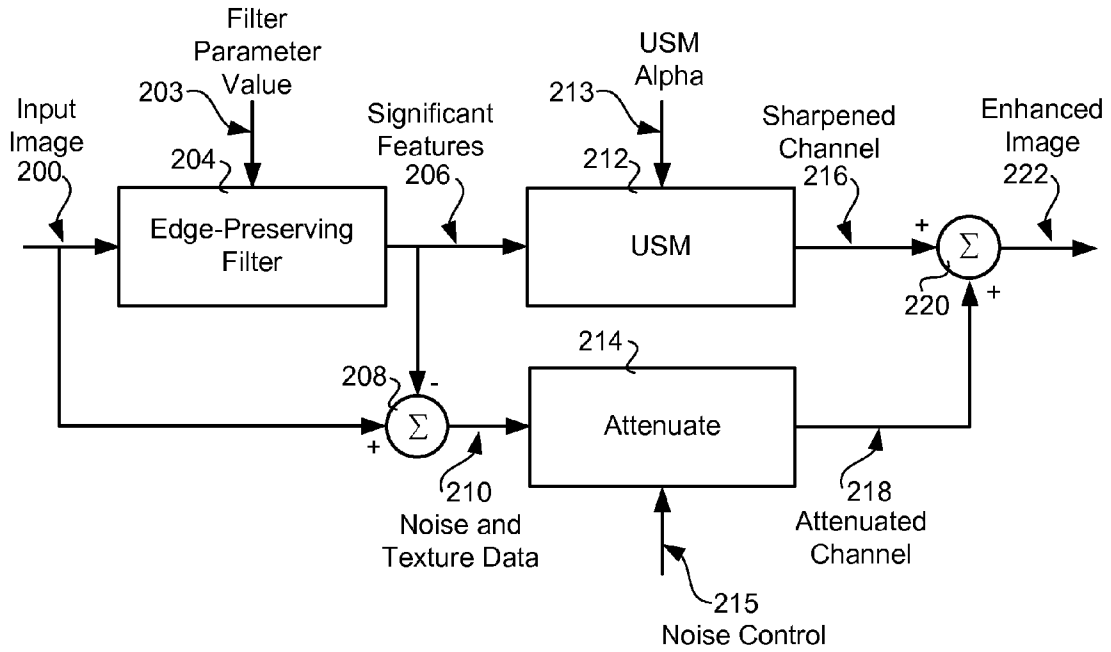 Filter
Parameter
Value
203
USM
Alpha
213
Input
Image
200
204
Significant
Features
206
212
Sharpened
Channel
216
Enhanced
Image
222
Edge-Preserving
Filter
USM
+
Σ
220
+
208
-
Σ
+
214
Attenuate
210
Noise and
Texture Data
218
Attenuated
Channel
215
Noise Control